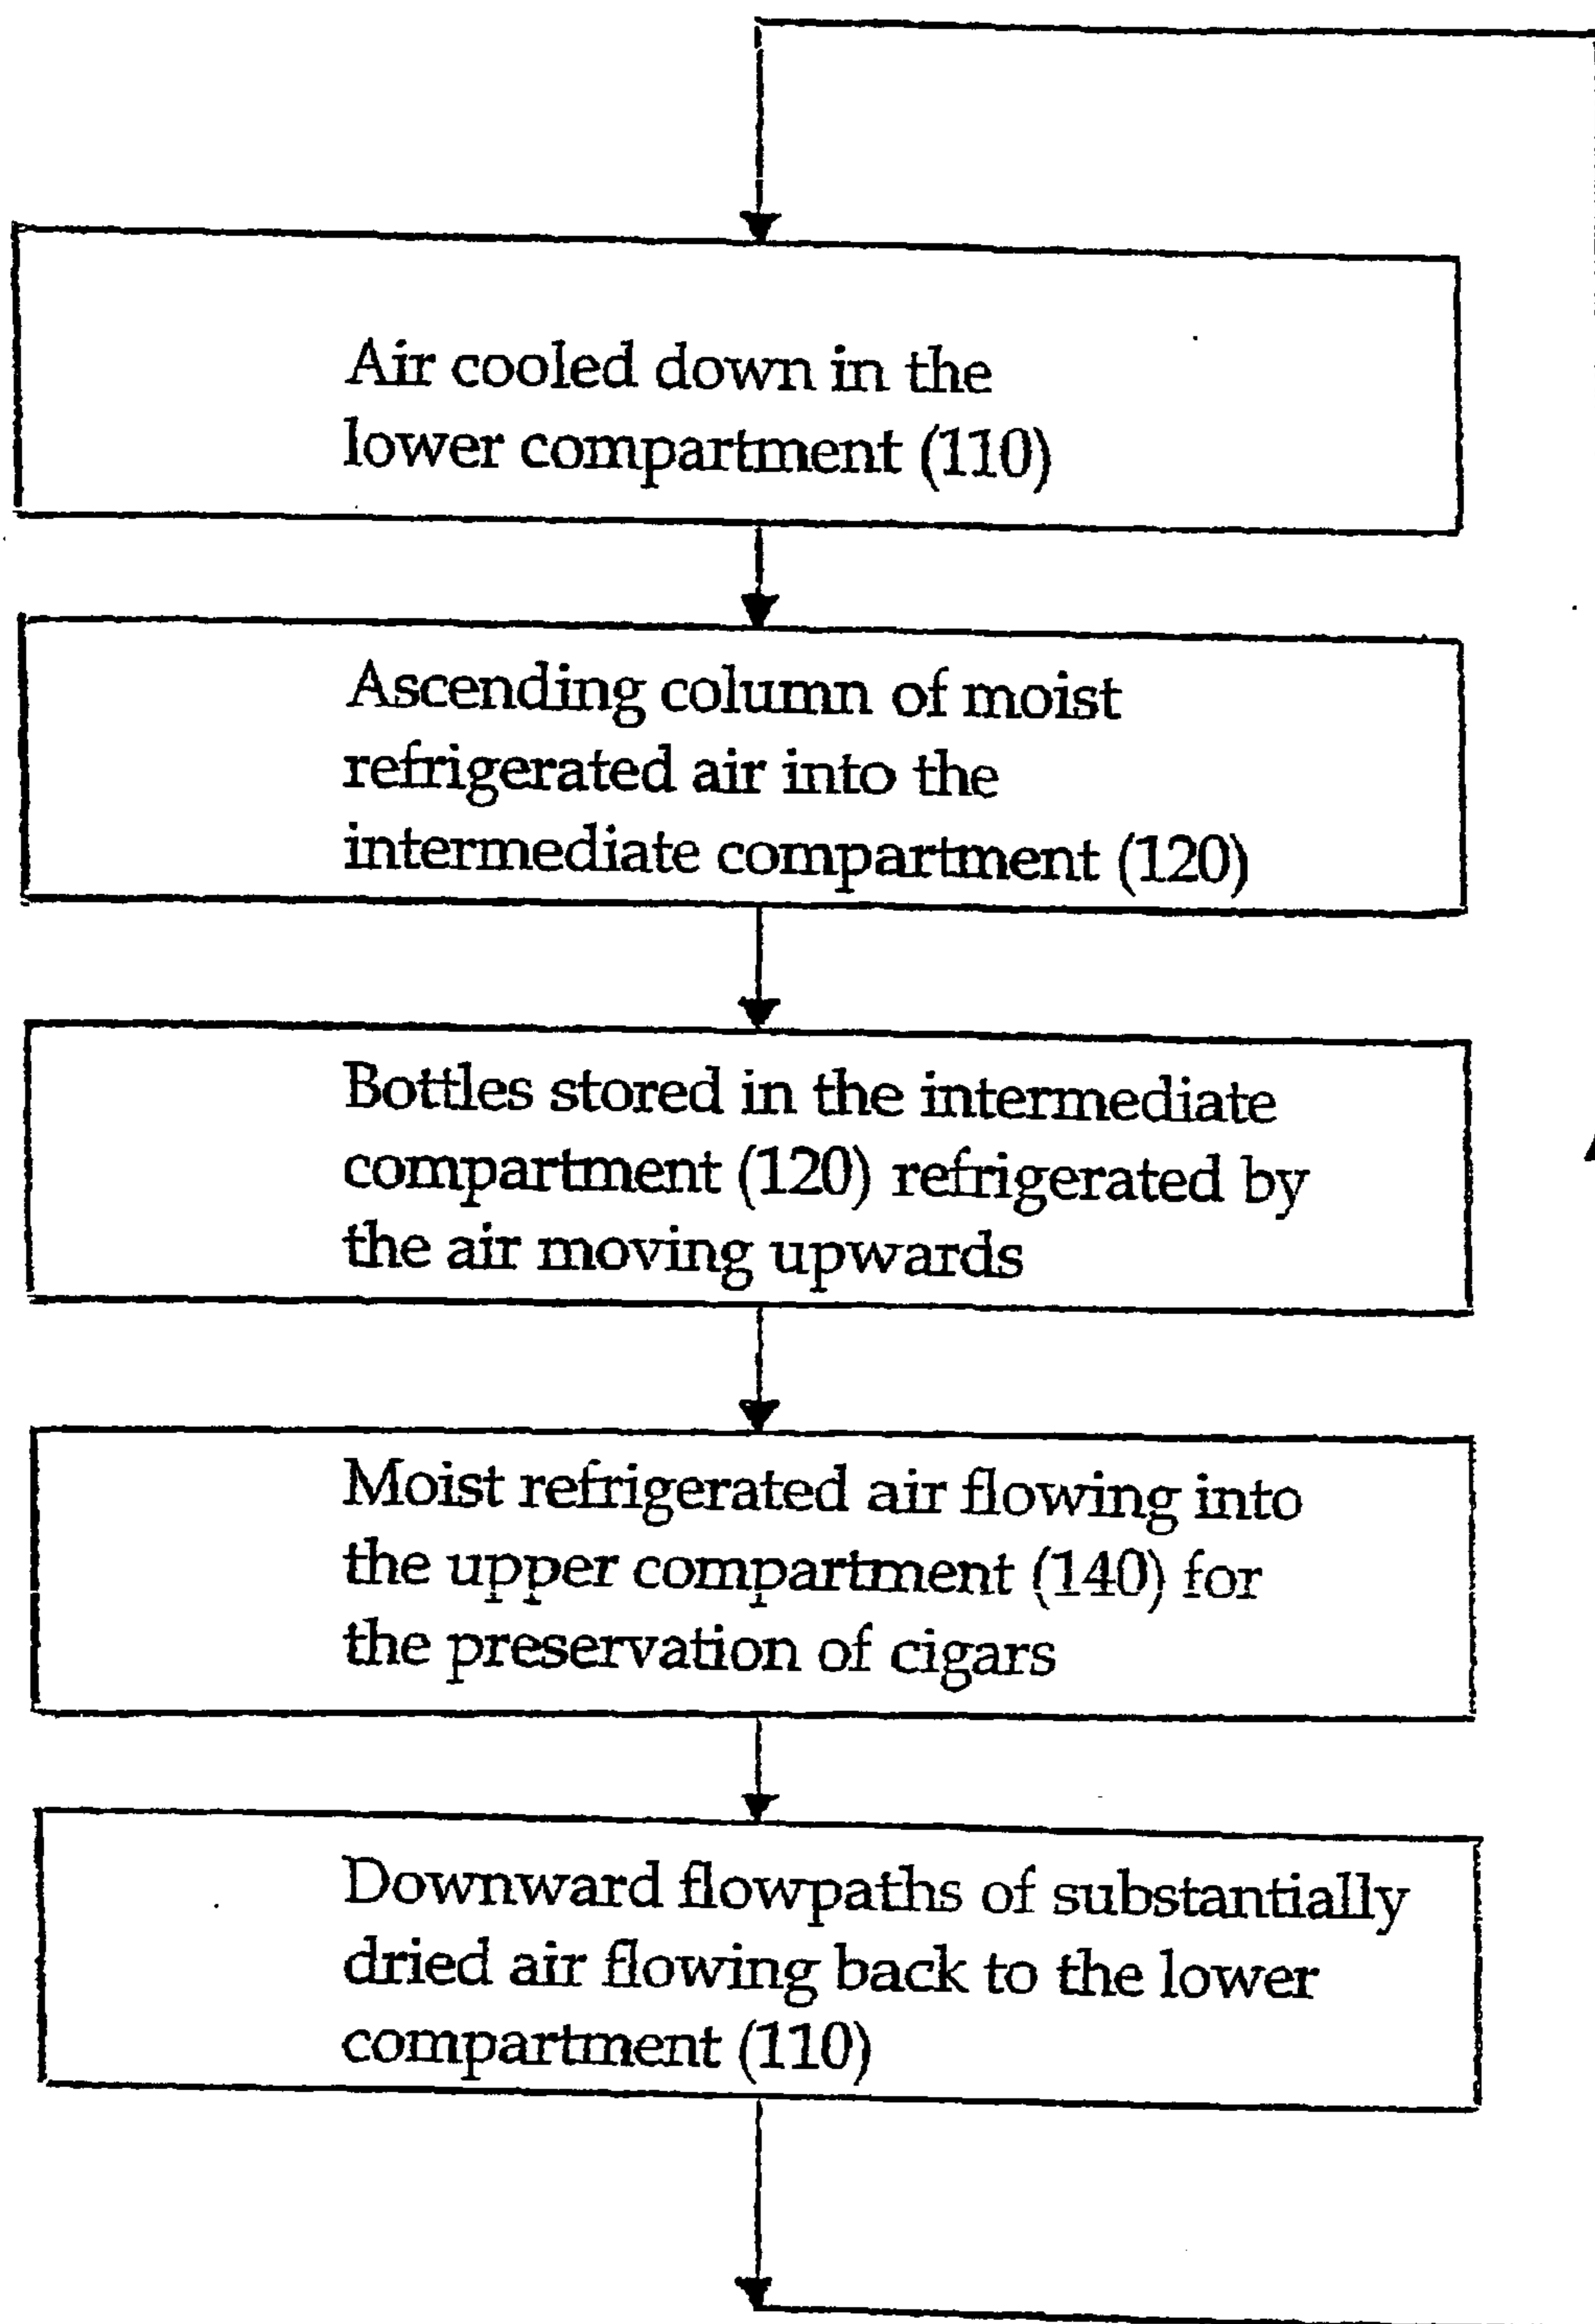 Air cooled down in the
lower compartment (110)
Ascending column of moist
refrigerated air into the
intermediate compartment (120)
Bottles stored in the intermediate
compartment (120) refrigerated by
the air moving upwards
Moist refrigerated air flowing into
the upper compartment (140) for
the preservation of cigars
Downward flowpaths of substantially
dried air flowing back to the lower
compartment (110)